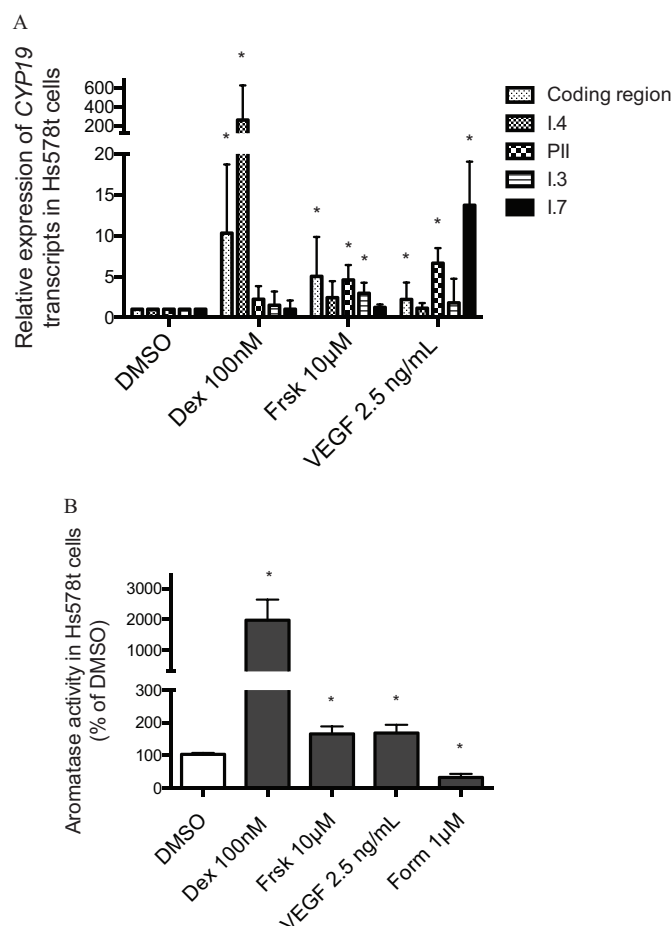 A
Relative expression of CYP19
transcripts in Hs578t cells
600
400
200
20
15
10
5
0
*
*
*
*
*
*
*
*
DMSO
Dex 100nM
Frsk 10µM
VEGF 2.5 ng/mL
Coding region
I.4
PII
I.3
I.7
B
Aromatase activity in Hs578t cells
(% of DMSO)
3000
2000
1000
300
200
100
0
*
*
*
*
DMSO
Dex 100nM
Frsk 10µM
VEGF 2.5 ng/mL
Form 1µM